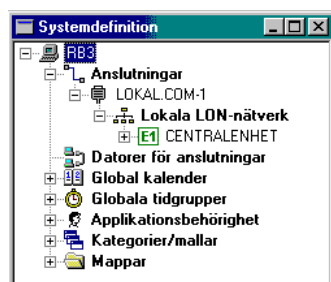 Systemdefinition
RB3
Anslutningar
LOKAL.COM-1
Lokala LON-nätverk
E1 CENTRALENHET
Datorer för anslutningar
Global kalender
Globala tidgrupper
Applikationsbehörighet
Kategorier/mallar
Mappar